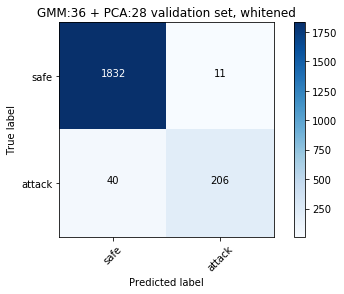 GMM:36 + PCA:28 validation set, whitened
safe
attack
True label
1832
11
40
206
safe
attack
Predicted label
1750
1500
1250
1000
750
500
250